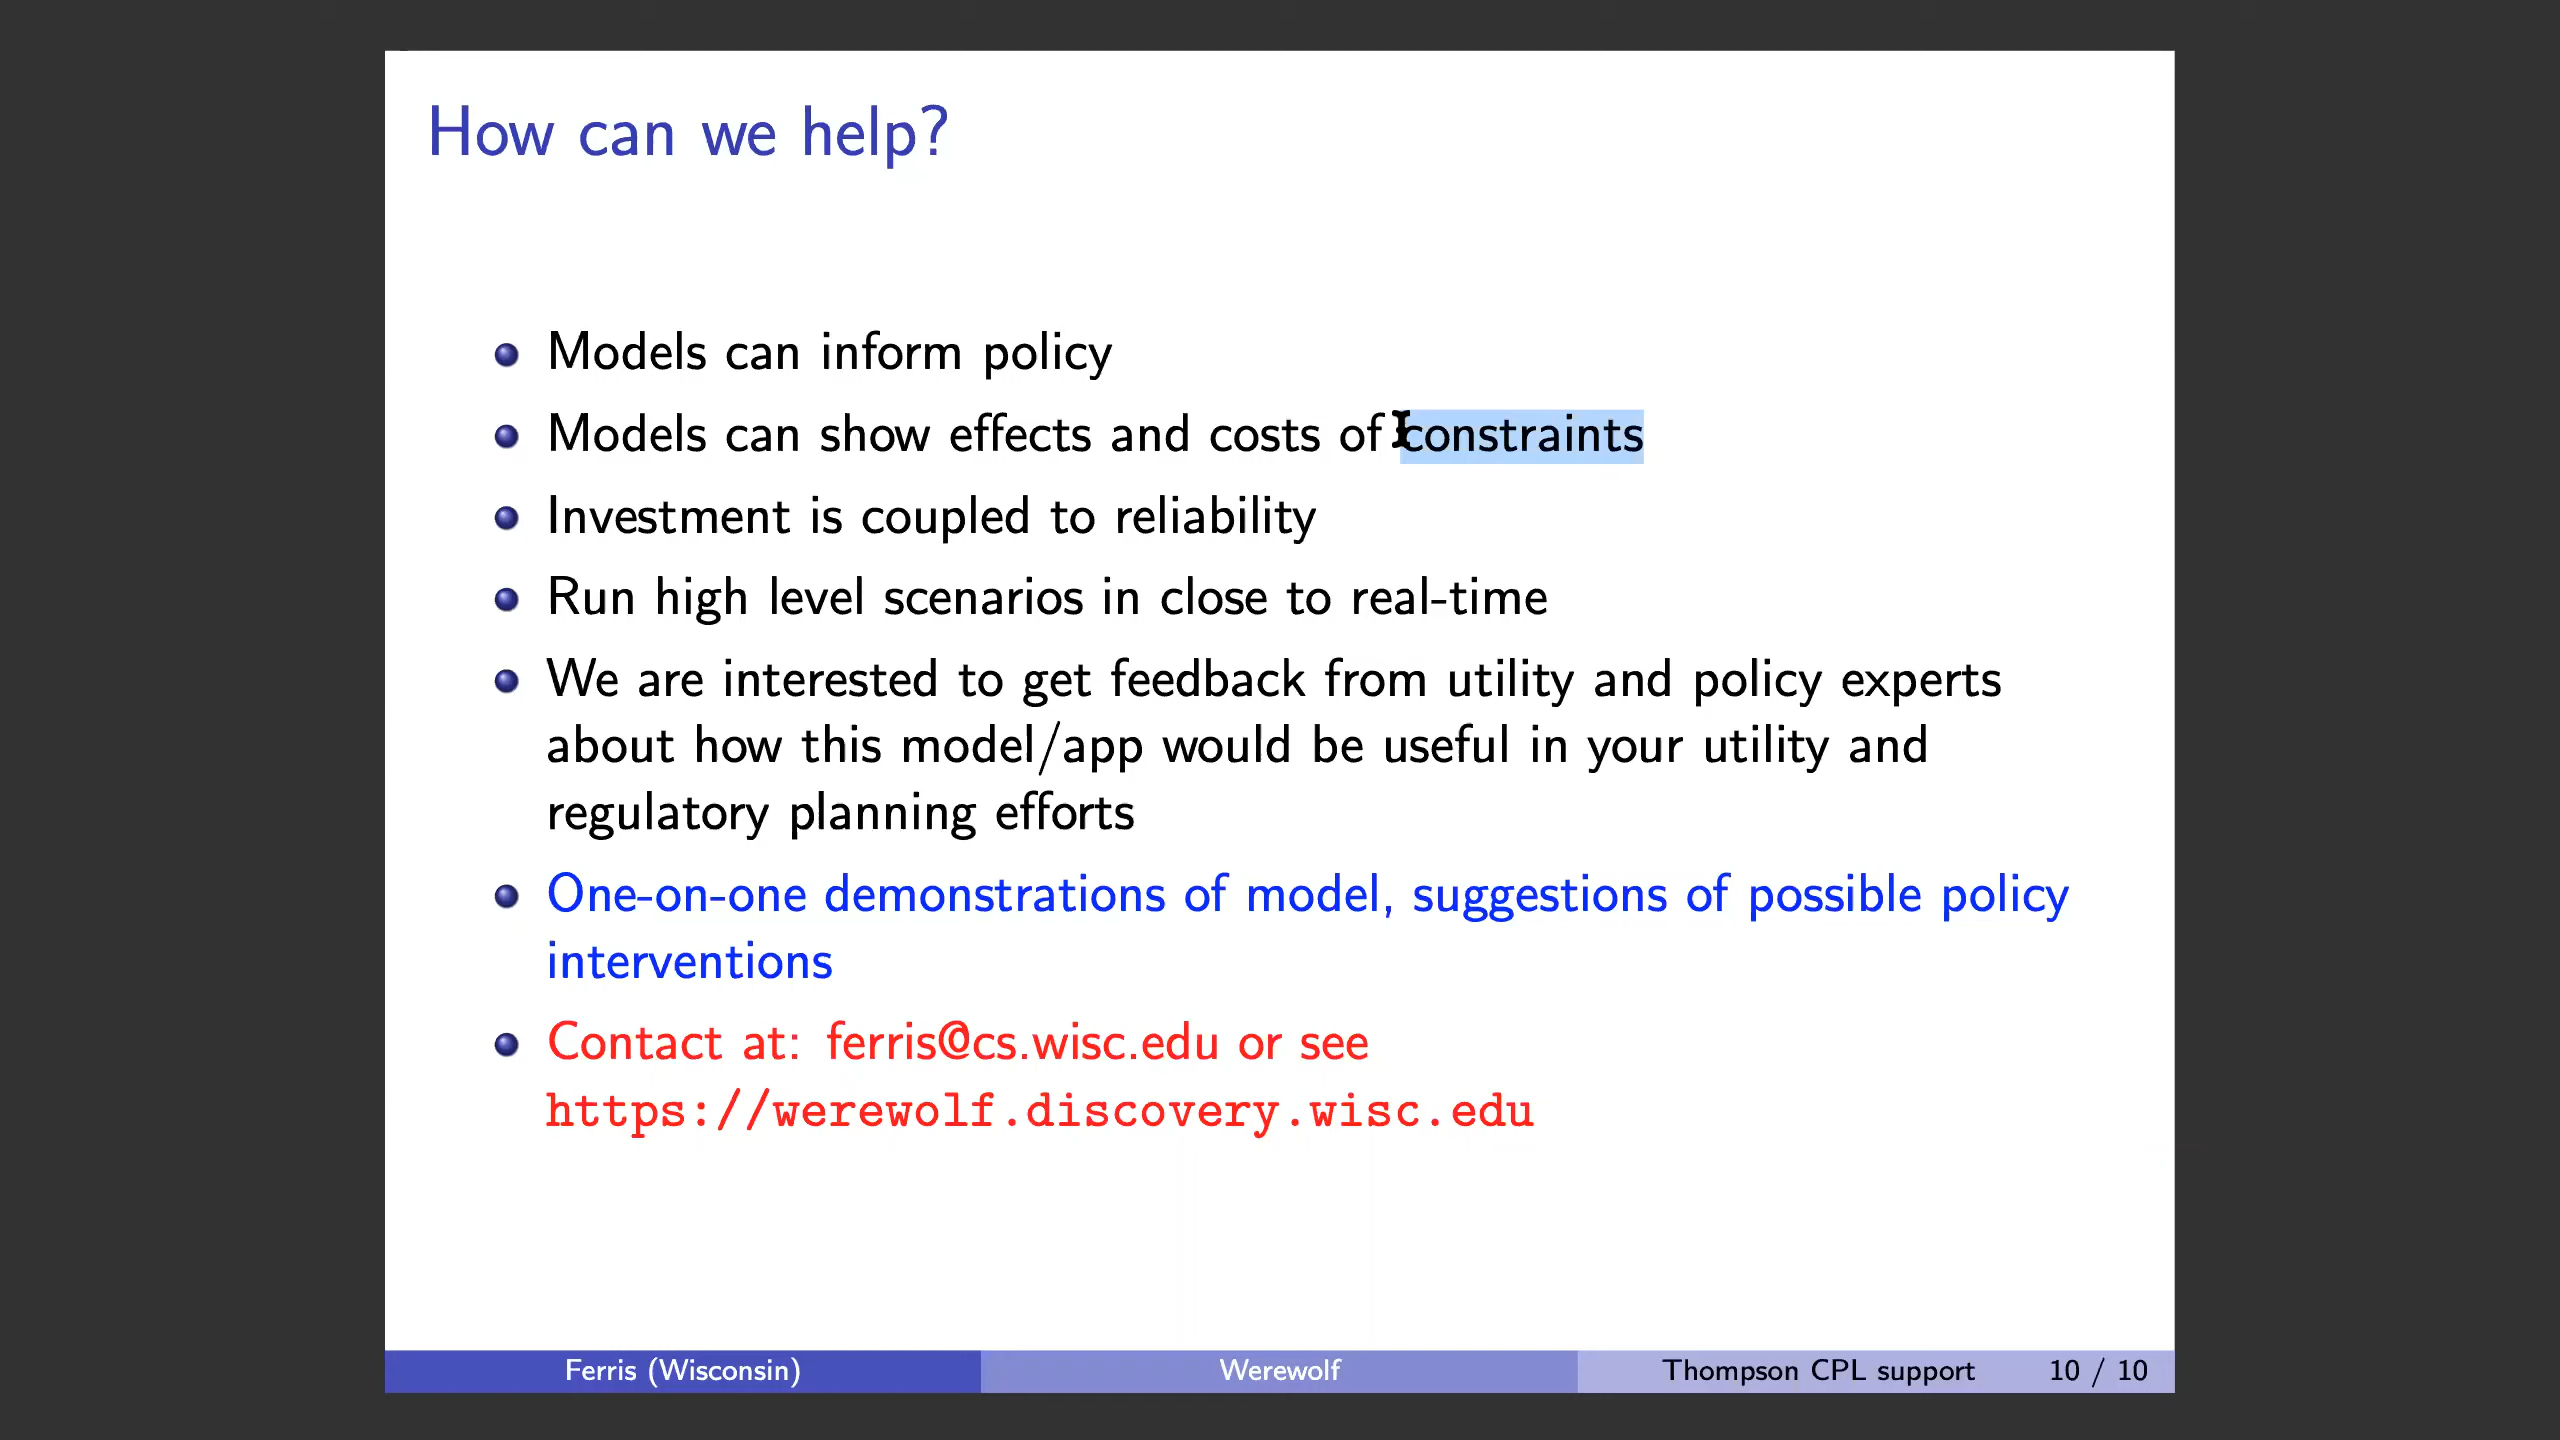 How can we help?
Models can inform policy
Models can show effects and costs of constraints
Investment is coupled to reliability
Run high level scenarios in close to real-time
We are interested to get feedback from utility and policy experts
about how this model/app would be useful in your utility and
regulatory planning efforts
One-on-one demonstrations of model, suggestions of possible policy
interventions
Contact at: ferris@cs.wisc.edu or see
https://werewolf.discovery.wisc.edu
Ferris (Wisconsin) Werewolf Thompson CPL support 10 / 10